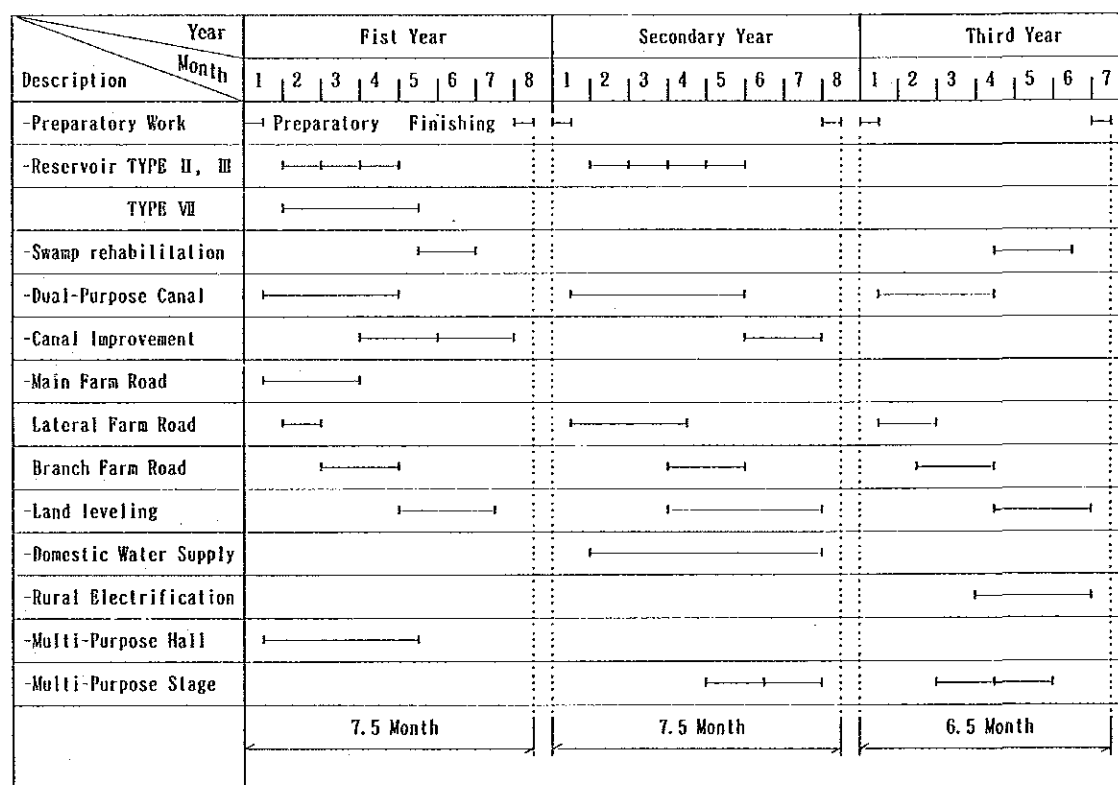 Year Fist Year Secondary Year Third Year
Month
Description 1 2 3 4 5 6 7 8 1 2 3 4 5 6 7 8 1 2 3 4 5 6 7
-Preparatory Work Preparatory Finishing
-Reservoir TYPE II, III
TYPE VII
-Swamp rehabililation
-Dual-Purpose Canal
-Canal Improvement
-Main Farm Road
Lateral Farm Road
Branch Farm Road
-Land leveling
-Domestic Water Supply
-Rural Electrification
-Multi-Purpose Hall
-Multi-Purpose Stage
7.5 Month 7.5 Month 6.5 Month